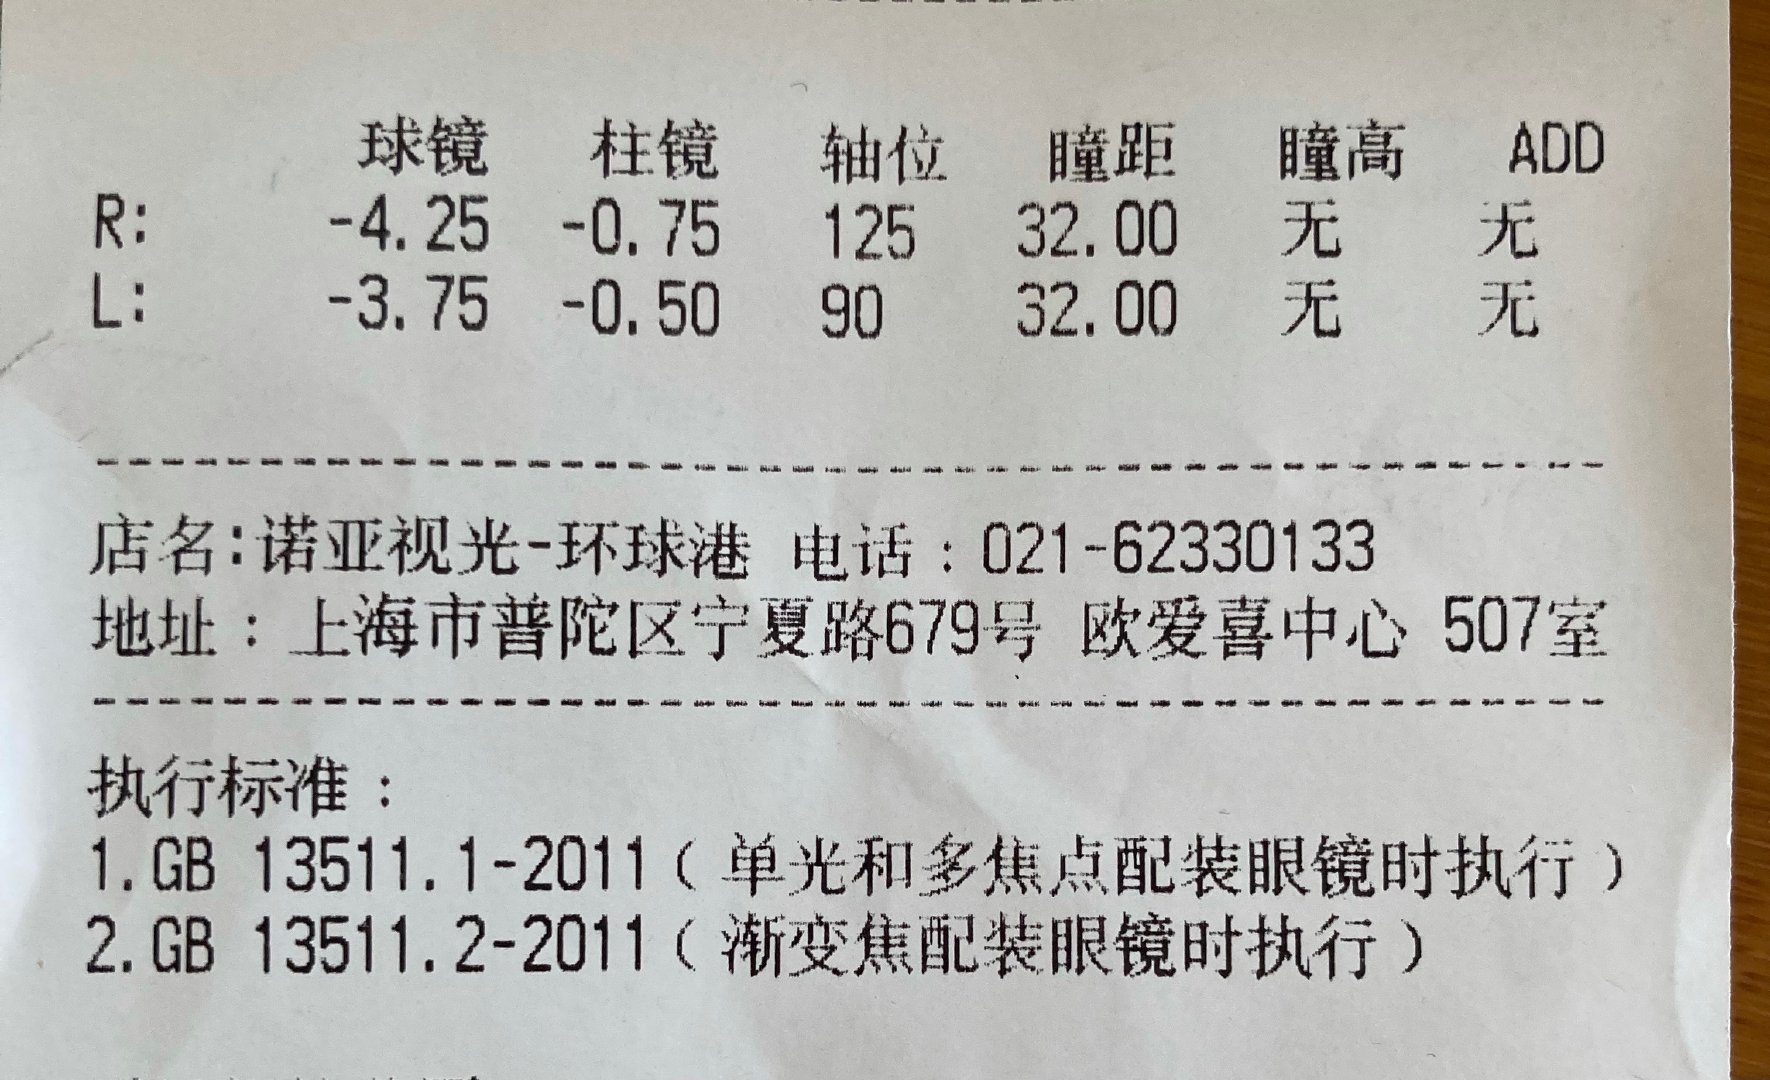 球镜 柱镜 轴位 瞳距 瞳高 ADD
R: -4.25 -0.75 125 32.00 无 无
L: -3.75 -0.50 90 32.00 无 无
店名:诺亚视光-环球港 电话：021-62330133
地址：上海市普陀区宁夏路679号 欧爱喜中心 507室
执行标准：
1.GB 13511.1-2011（单光和多焦点配装眼镜时执行）
2.GB 13511.2-2011（渐变焦配装眼镜时执行）